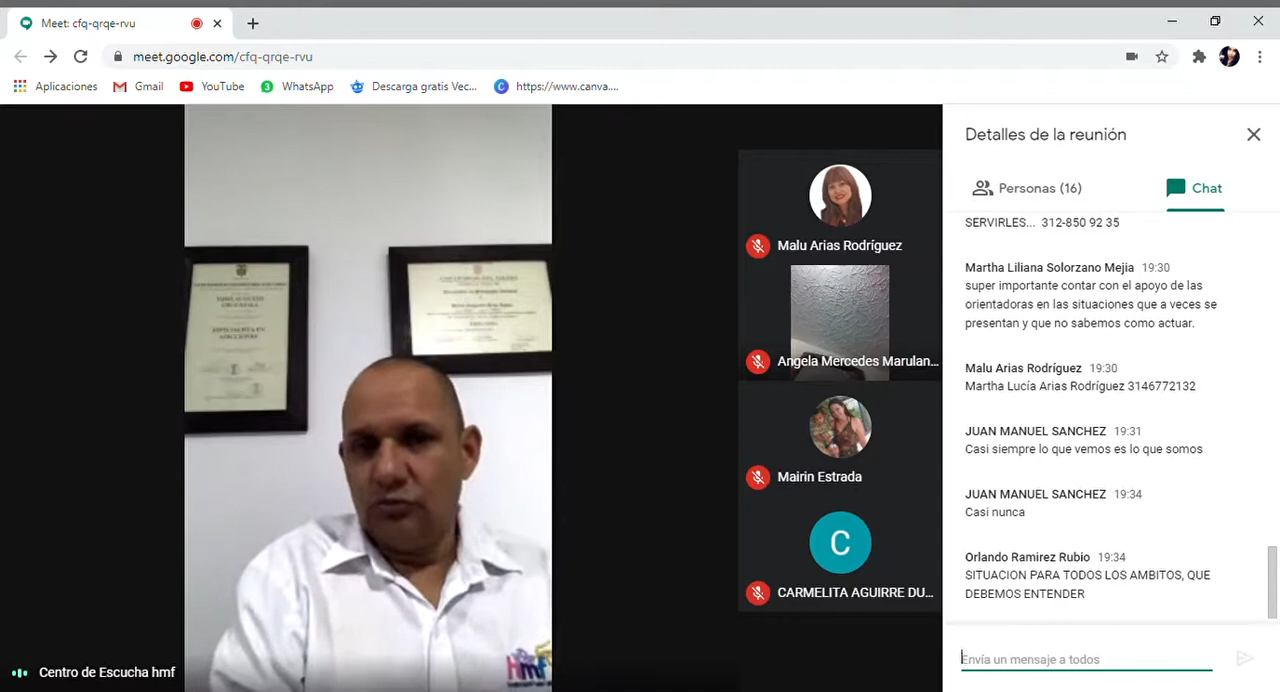 Meet: cfq-qrqe-rvu
meet.google.com/cfq-qrqe-rvu
Aplicaciones
Gmail
YouTube
3
WhatsApp
Descarga gratis Vec...
C
https://www.canva....
ESPECIALISTA EN
hmf
Centro de Escucha hmf
Malu Arias Rodríguez
Angela Mercedes Marulan...
Mairin Estrada
C
CARMELITA AGUIRRE DU...
Detalles de la reunión
Personas (16)
Chat
SERVIRLES... 312-850 92 35
Martha Liliana Solorzano Mejia 19:30
super importante contar con el apoyo de las
orientadoras en las situaciones que a veces se
presentan y que no sabemos como actuar.
Malu Arias Rodríguez 19:30
Martha Lucía Arias Rodríguez 3146772132
JUAN MANUEL SANCHEZ 19:31
Casi siempre lo que vemos es lo que somos
JUAN MANUEL SANCHEZ 19:34
Casi nunca
Orlando Ramirez Rubio 19:34
SITUACION PARA TODOS LOS AMBITOS, QUE
DEBEMOS ENTENDER
Envía un mensaje a todos